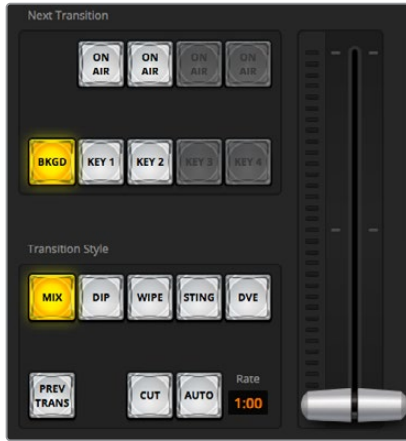 Next Transition
ON AIR
ON AIR
ON AIR
ON AIR
BKGD KEY 1 KEY 2 KEY 3 KEY 4
Transition Style
MIX DIP WIPE STING DVE
Rate
PREV TRANS
CUT AUTO 1:00